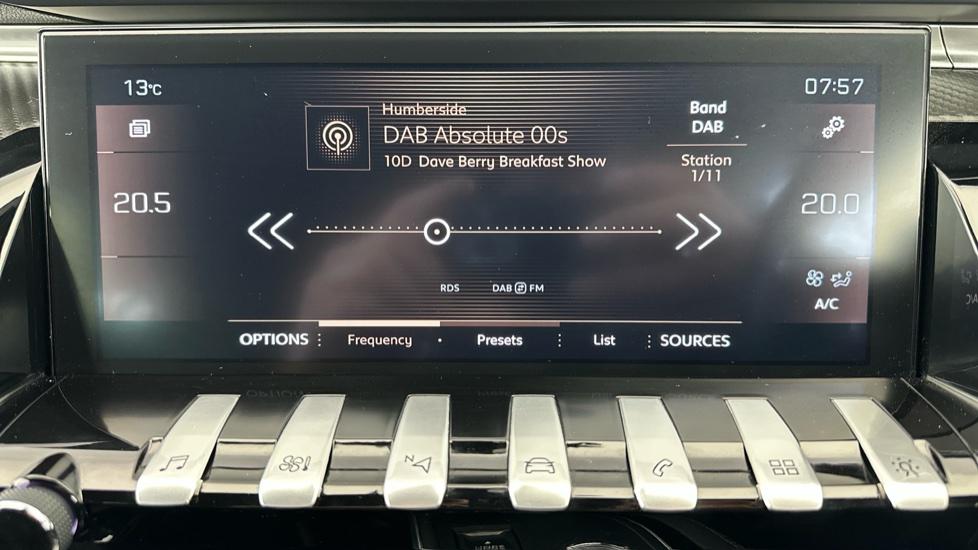 13°C
07:57
Humberside
DAB Absolute 00s
10D Dave Berry Breakfast Show
Band
DAB
Station
1/11
20.5
20.0
RDS
DAB FM
A/C
OPTIONS
Frequency
Presets
List
SOURCES
N